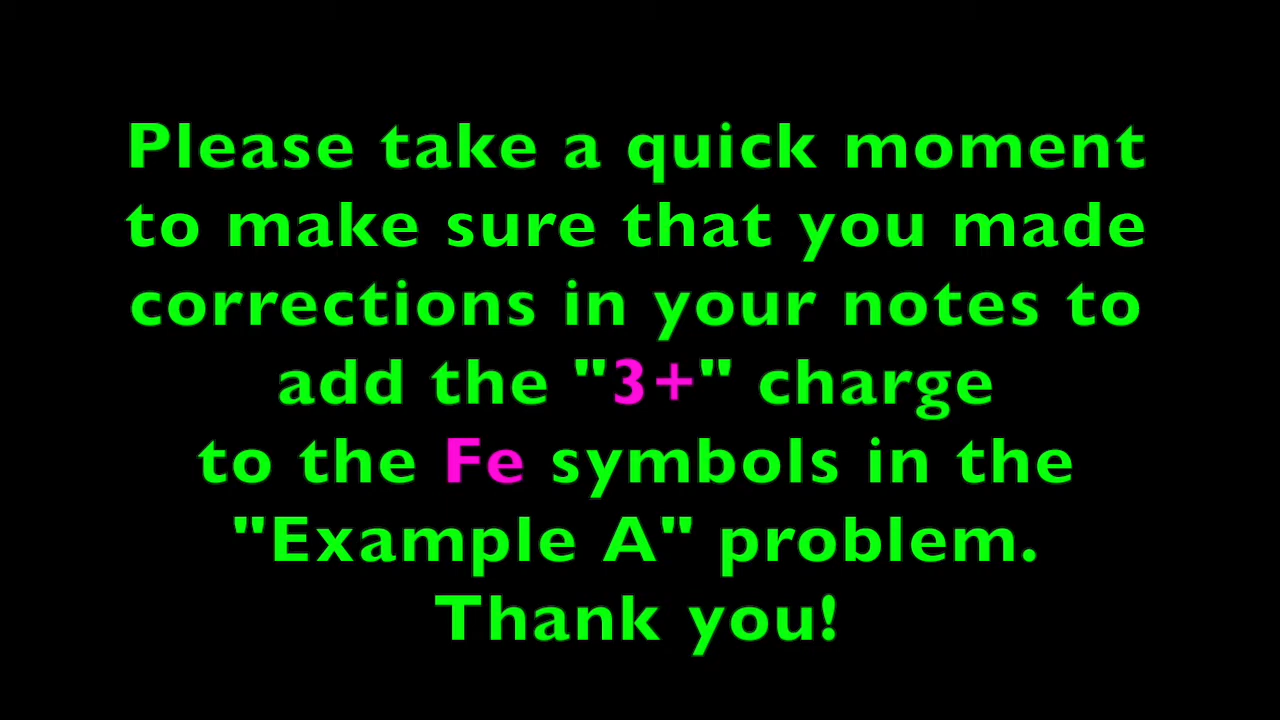 Please take a quick moment
to make sure that you made
corrections in your notes to
add the "3+" charge
to the Fe symbols in the
"Example A" problem.
Thank you!